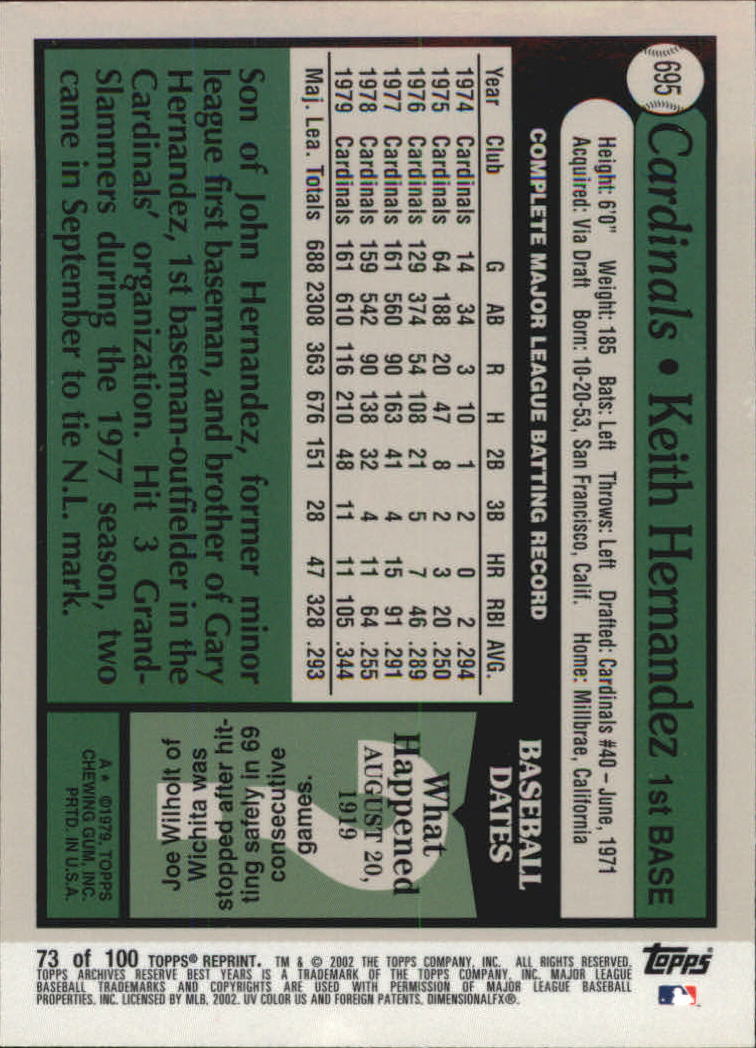 695
Cardinals • Keith Hernandez 1st BASE
Height: 6'0" Weight: 185 Bats: Left Throws: Left Drafted: Cardinals #40 – June, 1971
Acquired: Via Draft Born: 10-20-53, San Francisco, Calif. Home: Millbrae, California
COMPLETE MAJOR LEAGUE BATTING RECORD
Year Club G AB R H 2B 3B HR RBI AVG.
1974 Cardinals 14 34 3 10 1 2 0 2 .294
1975 Cardinals 64 188 20 47 8 2 3 20 .250
1976 Cardinals 129 374 54 108 21 5 7 46 .289
1977 Cardinals 161 560 90 163 41 4 15 91 .291
1978 Cardinals 159 542 90 138 32 4 11 64 .255
1979 Cardinals 161 610 116 210 48 11 11 105 .344
Maj. Lea. Totals 688 2308 363 676 151 28 47 328 .293
Son of John Hernandez, former minor
league first baseman, and brother of Gary
Hernandez, 1st baseman-outfielder in the
Cardinals' organization. Hit 3 Grand-
Slammers during the 1977 season, two
came in September to tie N.L. mark.
BASEBALL
DATES
What
Happened
AUGUST 20,
1919
?
Joe Wilholt of
Wichita was
stopped after hit-
ting safely in 69
consecutive
games.
A * ©1979, TOPPS
CHEWING GUM, INC.
PRTD. IN U.S.A.
73 of 100 TOPPS® REPRINT. TM & © 2002 THE TOPPS COMPANY, INC. ALL RIGHTS RESERVED.
TOPPS ARCHIVES RESERVE BEST YEARS IS A TRADEMARK OF THE TOPPS COMPANY, INC. MAJOR LEAGUE
BASEBALL TRADEMARKS AND COPYRIGHTS ARE USED WITH PERMISSION OF MAJOR LEAGUE BASEBALL
PROPERTIES, INC. LICENSED BY MLB, 2002. UV COLOR US AND FOREIGN PATENTS, DIMENSIONALFX®.
Topps